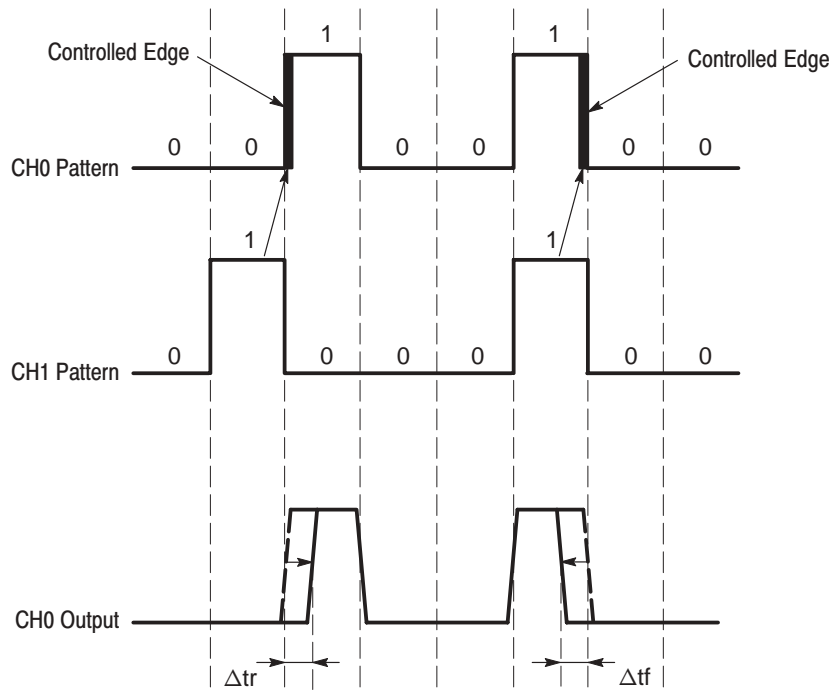 1 1
Controlled Edge Controlled Edge
0 0 0 0 0 0
CH0 Pattern
1 1
0 0 0 0 0 0
CH1 Pattern
CH0 Output
Δtr Δtf